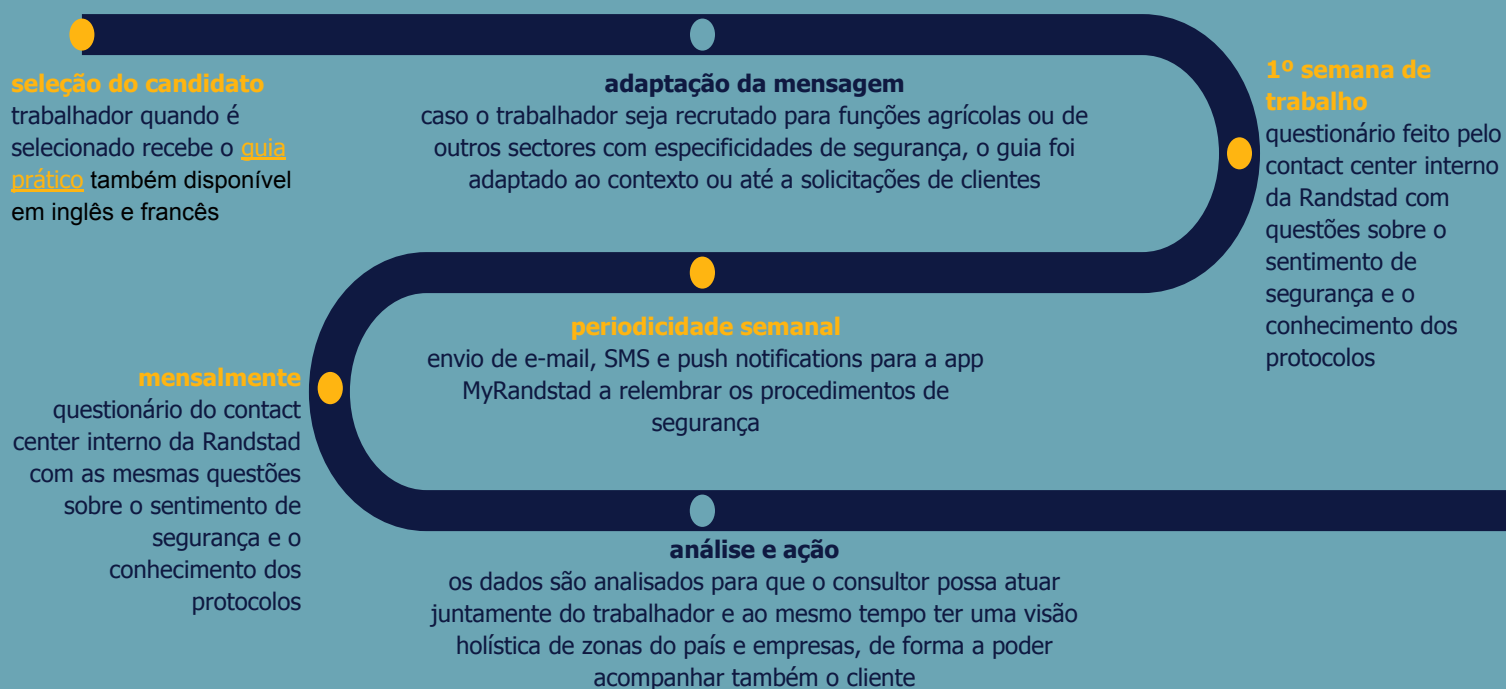 seleção do candidato
trabalhador quando é
selecionado recebe o guia
prático também disponível
em inglês e francês
adaptação da mensagem
caso o trabalhador seja recrutado para funções agrícolas ou de
outros sectores com especificidades de segurança, o guia foi
adaptado ao contexto ou até a solicitações de clientes
1º semana de
trabalho
questionário feito pelo
contact center interno
da Randstad com
questões sobre o
sentimento de
segurança e o
conhecimento dos
protocolos
periodicidade semanal
envio de e-mail, SMS e push notifications para a app
MyRandstad a relembrar os procedimentos de
segurança
mensalmente
questionário do contact
center interno da Randstad
com as mesmas questões
sobre o sentimento de
segurança e o
conhecimento dos
protocolos
análise e ação
os dados são analisados para que o consultor possa atuar
juntamente do trabalhador e ao mesmo tempo ter uma visão
holística de zonas do país e empresas, de forma a poder
acompanhar também o cliente